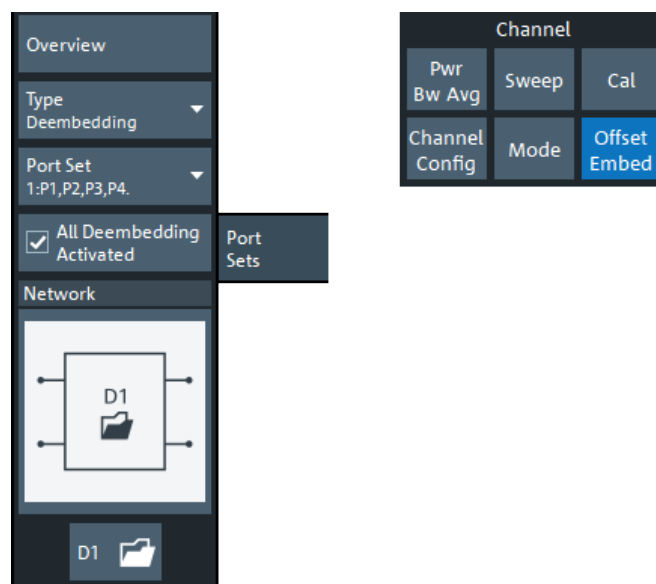 Overview
Type
Deembedding
Port Set
1:P1,P2,P3,P4.
All Deembedding
Activated
Port
Sets
Network
D1
D1
Channel
Pwr
Bw Avg
Sweep
Cal
Channel
Config
Mode
Offset
Embed